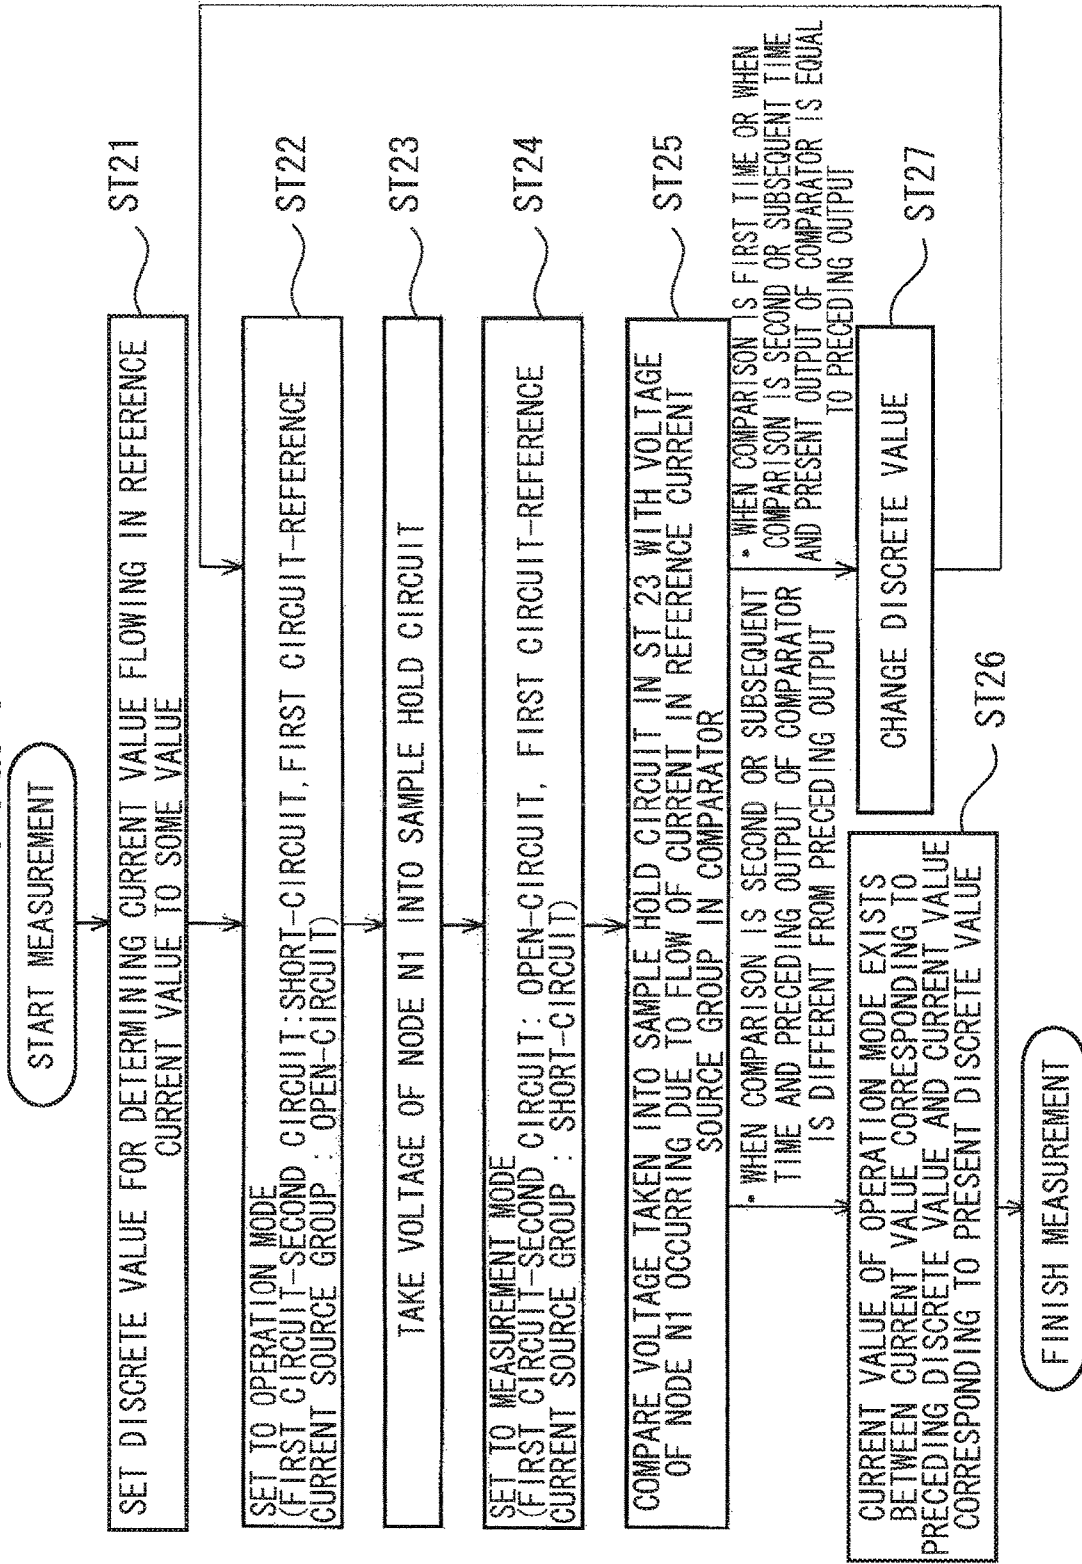 START MEASUREMENT
SET DISCRETE VALUE FOR DETERMINING CURRENT VALUE FLOWING IN REFERENCE
CURRENT VALUE TO SOME VALUE
ST21
SET TO OPERATION MODE
(FIRST CIRCUIT-SECOND CIRCUIT:SHORT-CIRCUIT,FIRST CIRCUIT-REFERENCE
CURRENT SOURCE GROUP : OPEN-CIRCUIT)
ST22
TAKE VOLTAGE OF NODE N1 INTO SAMPLE HOLD CIRCUIT
ST23
SET TO MEASUREMENT MODE
(FIRST CIRCUIT-SECOND CIRCUIT: OPEN-CIRCUIT, FIRST CIRCUIT-REFERENCE
CURRENT SOURCE GROUP : SHORT-CIRCUIT)
ST24
COMPARE VOLTAGE TAKEN INTO SAMPLE HOLD CIRCUIT IN ST 23 WITH VOLTAGE
OF NODE N1 OCCURRING DUE TO FLOW OF CURRENT IN REFERENCE CURRENT
SOURCE GROUP IN COMPARATOR
ST25
* WHEN COMPARISON IS SECOND OR SUBSEQUENT
TIME AND PRECEDING OUTPUT OF COMPARATOR
IS DIFFERENT FROM PRECEDING OUTPUT
* WHEN COMPARISON IS FIRST TIME OR WHEN
COMPARISON IS SECOND OR SUBSEQUENT TIME
AND PRESENT OUTPUT OF COMPARATOR IS EQUAL
TO PRECEDING OUTPUT
CURRENT VALUE OF OPERATION MODE EXISTS
BETWEEN CURRENT VALUE CORRESPONDING TO
PRECEDING DISCRETE VALUE AND CURRENT VALUE
CORRESPONDING TO PRESENT DISCRETE VALUE
ST26
CHANGE DISCRETE VALUE
ST27
FINISH MEASUREMENT